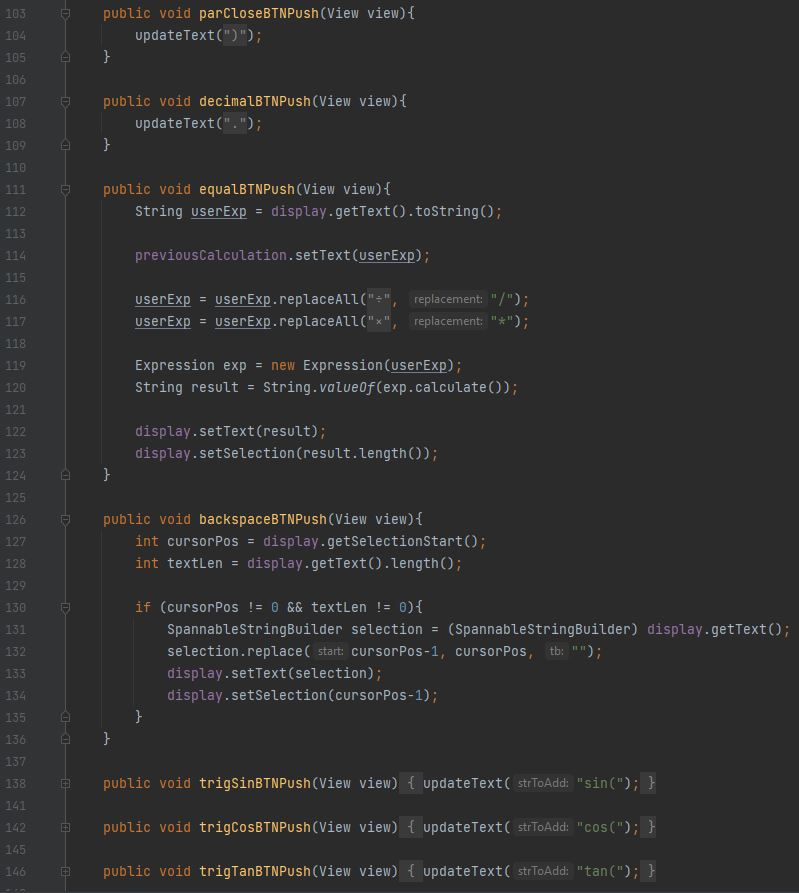 103 public void parCloseBTNPush(View view){
104 updateText(")");
105 }
106
107 public void decimalBTNPush(View view){
108 updateText(".");
109 }
110
111 public void equalBTNPush(View view){
112 String userExp = display.getText().toString();
113
114 previousCalculation.setText(userExp);
115
116 userExp = userExp.replaceAll("÷", replacement: "/");
117 userExp = userExp.replaceAll("×", replacement: "*");
118
119 Expression exp = new Expression(userExp);
120 String result = String.valueOf(exp.calculate());
121
122 display.setText(result);
123 display.setSelection(result.length());
124 }
125
126 public void backspaceBTNPush(View view){
127 int cursorPos = display.getSelectionStart();
128 int textLen = display.getText().length();
129
130 if (cursorPos != 0 && textLen != 0){
131 SpannableStringBuilder selection = (SpannableStringBuilder) display.getText();
132 selection.replace( start: cursorPos-1, cursorPos, tb: "");
133 display.setText(selection);
134 display.setSelection(cursorPos-1);
135 }
136 }
137
138 public void trigSinBTNPush(View view) { updateText( strToAdd: "sin("); }
141
142 public void trigCosBTNPush(View view) { updateText( strToAdd: "cos("); }
145
146 public void trigTanBTNPush(View view) { updateText( strToAdd: "tan("); }